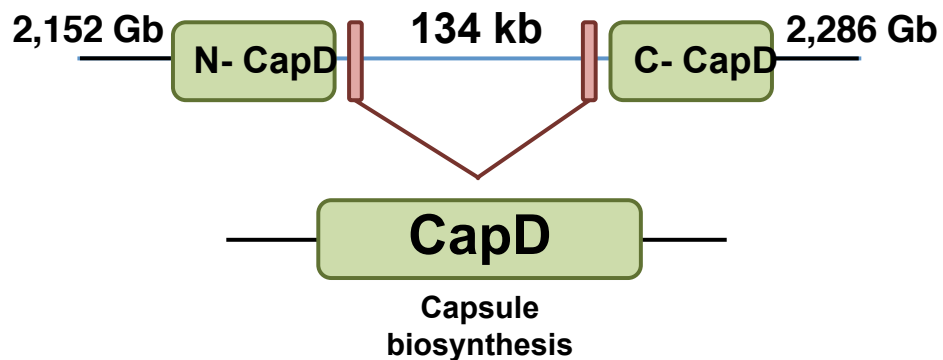 2,152 Gb
N- CapD
134 kb
C- CapD
2,286 Gb
CapD
Capsule
biosynthesis